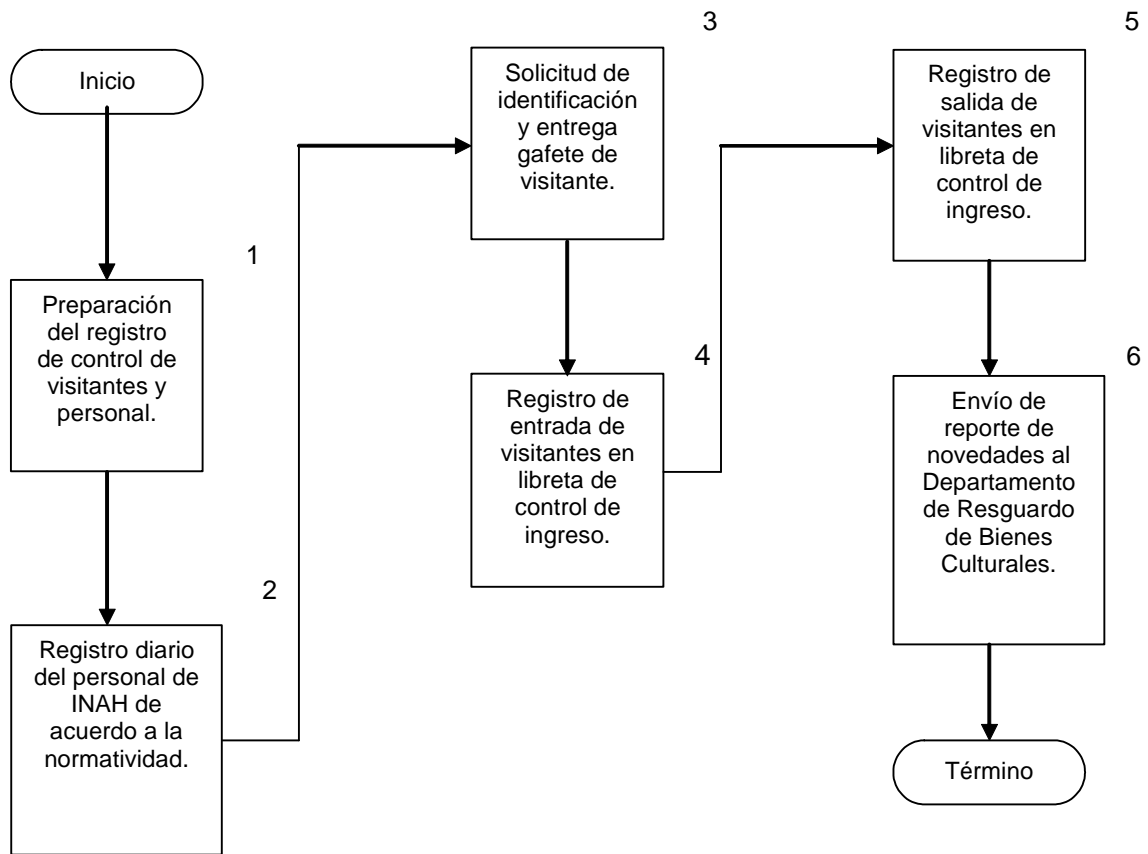 Inicio
1
Preparación
del registro
de control de
visitantes y
personal.
2
Registro diario
del personal de
INAH de
acuerdo a la
normatividad.
3
Solicitud de
identificación
y entrega
gafete de
visitante.
4
Registro de
entrada de
visitantes en
libreta de
control de
ingreso.
5
Registro de
salida de
visitantes en
libreta de
control de
ingreso.
6
Envío de
reporte de
novedades al
Departamento
de Resguardo
de Bienes
Culturales.
Término